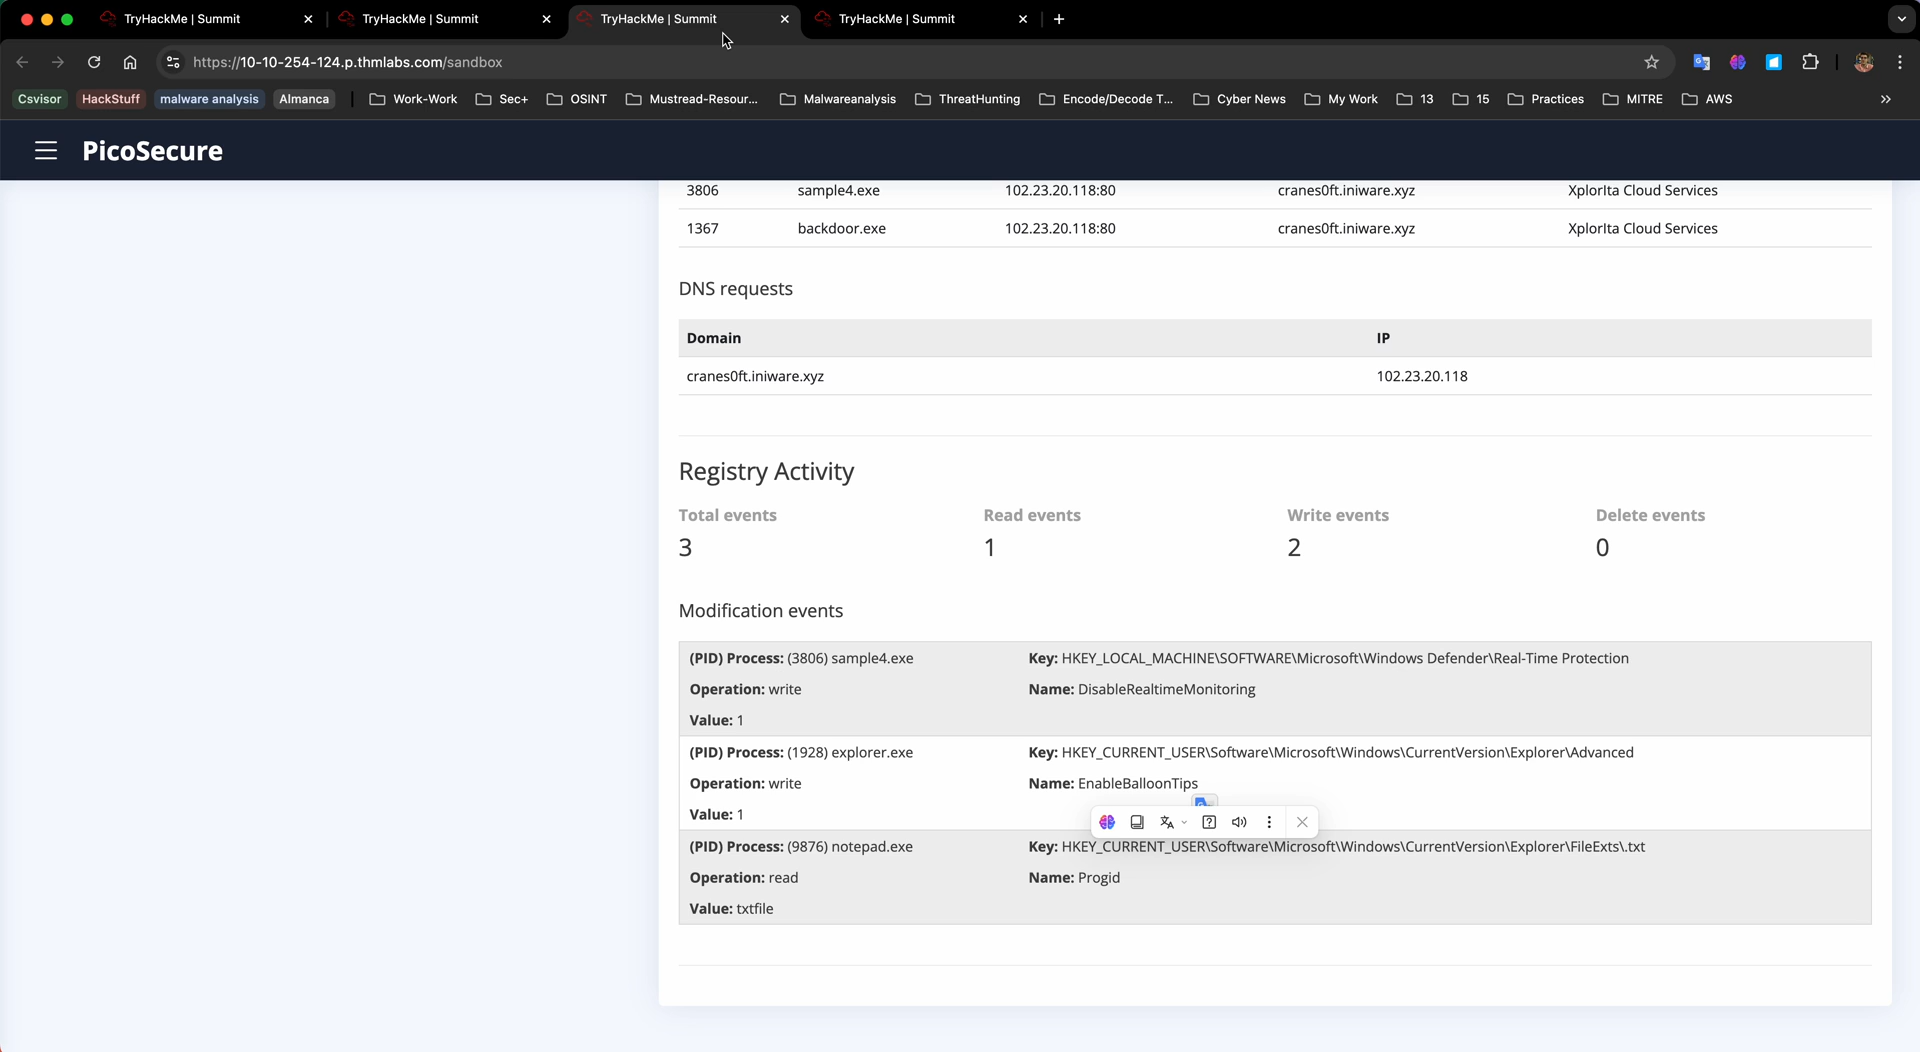 TryHackMe | Summit
TryHackMe | Summit
TryHackMe | Summit
TryHackMe | Summit
https://10-10-254-124.p.thmlabs.com/sandbox
Csvisor HackStuff malware analysis Almanca Work-Work Sec+ OSINT Mustread-Resour... Malwareanalysis ThreatHunting Encode/Decode T... Cyber News My Work 13 15 Practices MITRE AWS
PicoSecure
3806 sample4.exe 102.23.20.118:80 cranes0ft.iniware.xyz XplorIta Cloud Services
1367 backdoor.exe 102.23.20.118:80 cranes0ft.iniware.xyz XplorIta Cloud Services
DNS requests
Domain IP
cranes0ft.iniware.xyz 102.23.20.118
Registry Activity
Total events Read events Write events Delete events
3 1 2 0
Modification events
(PID) Process: (3806) sample4.exe Key: HKEY_LOCAL_MACHINE\SOFTWARE\Microsoft\Windows Defender\Real-Time Protection
Operation: write Name: DisableRealtimeMonitoring
Value: 1
(PID) Process: (1928) explorer.exe Key: HKEY_CURRENT_USER\Software\Microsoft\Windows\CurrentVersion\Explorer\Advanced
Operation: write Name: EnableBalloonTips
Value: 1
(PID) Process: (9876) notepad.exe Key: HKEY_CURRENT_USER\Software\Microsoft\Windows\CurrentVersion\Explorer\FileExts\.txt
Operation: read Name: Progid
Value: txtfile